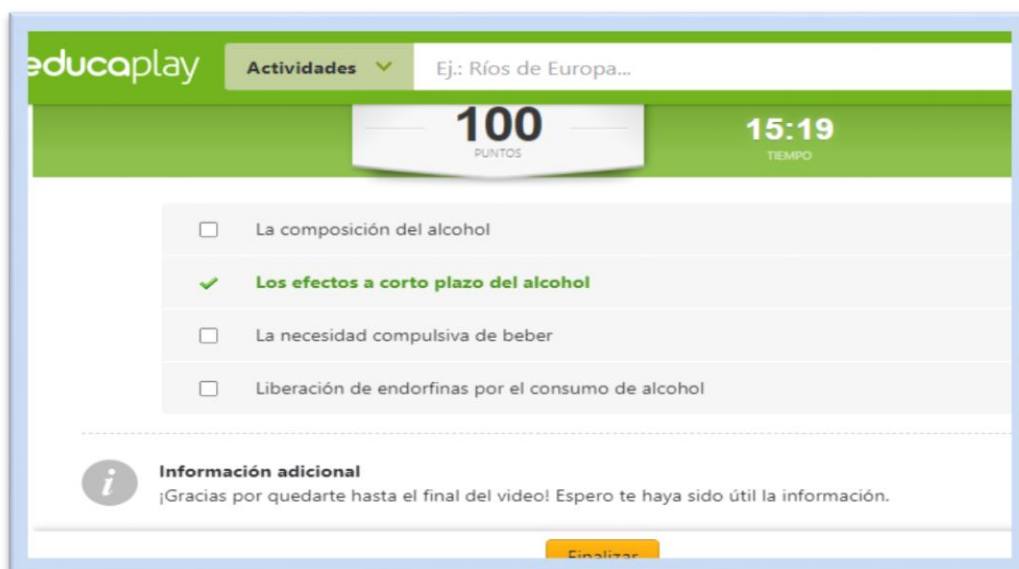 educaplay
Actividades
Ej.: Ríos de Europa...
100
PUNTOS
15:19
TIEMPO
La composición del alcohol
Los efectos a corto plazo del alcohol
La necesidad compulsiva de beber
Liberación de endorfinas por el consumo de alcohol
Información adicional
¡Gracias por quedarte hasta el final del video! Espero te haya sido útil la información.
Finalizar